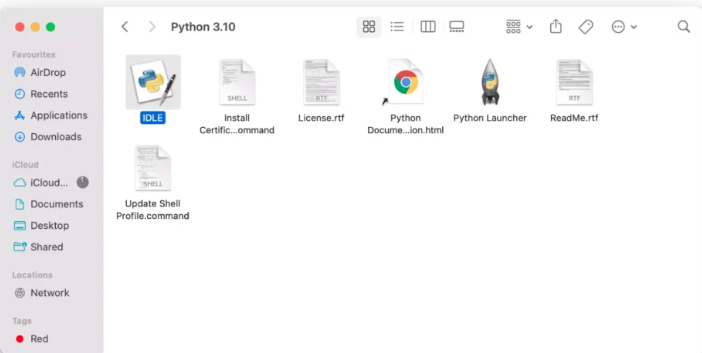 Python 3.10
Favourites
AirDrop
Recents
Applications
Downloads
iCloud
iCloud...
Documents
Desktop
Shared
Locations
Network
Tags
Red
IDLE
SHELL
Install
Certific...ommand
RTF
License.rtf
Python
Docume...ion.html
Python Launcher
RTF
ReadMe.rtf
SHELL
Update Shell
Profile.command